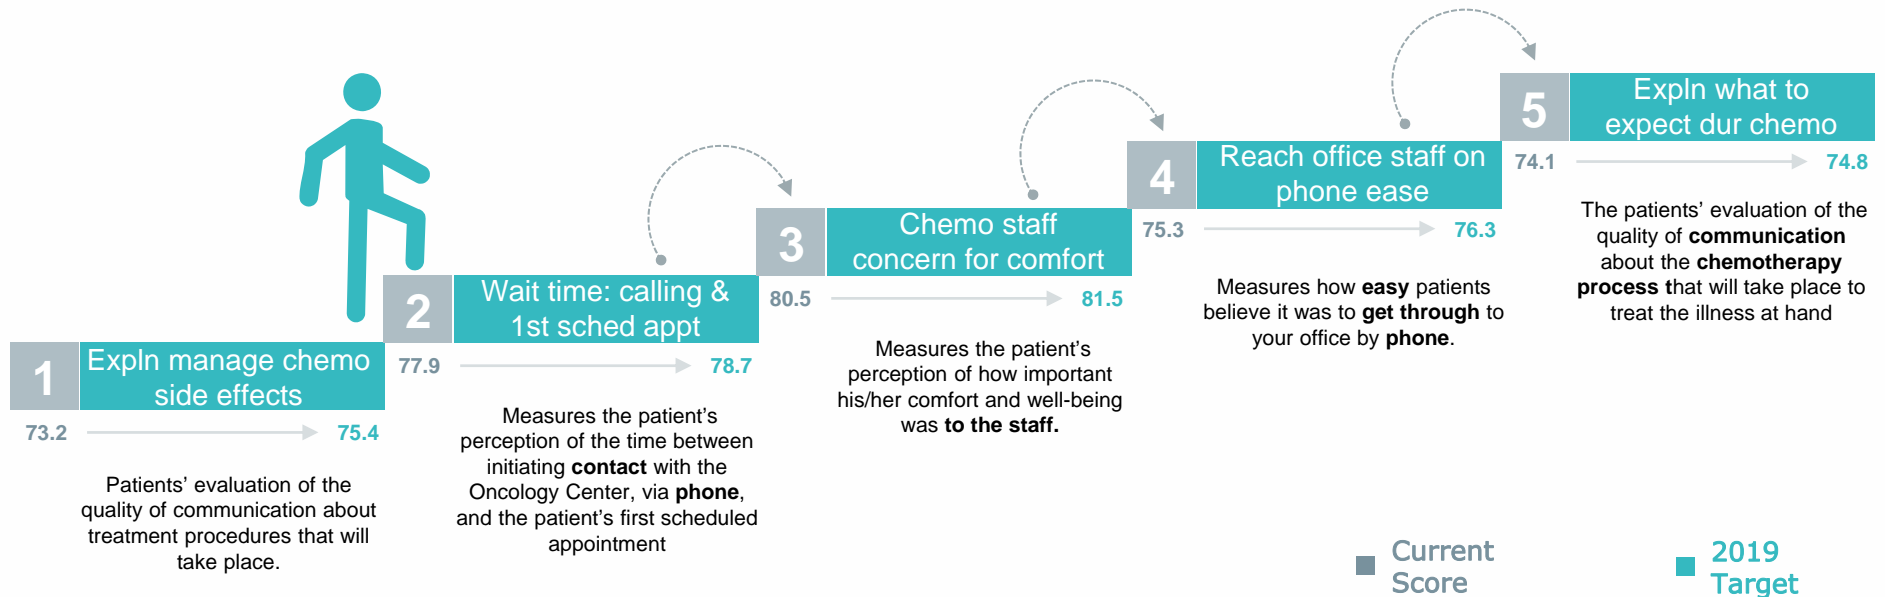 1
Expln manage chemo
side effects
73.2
75.4
Patients’ evaluation of the
quality of communication about
treatment procedures that will
take place.
2
Wait time: calling &
1st sched appt
77.9
78.7
Measures the patient’s
perception of the time between
initiating contact with the
Oncology Center, via phone,
and the patient’s first scheduled
appointment
3
Chemo staff
concern for comfort
80.5
81.5
Measures the patient’s
perception of how important
his/her comfort and well-being
was to the staff.
4
Reach office staff on
phone ease
75.3
76.3
Measures how easy patients
believe it was to get through to
your office by phone.
5
Expln what to
expect dur chemo
74.1
74.8
The patients’ evaluation of the
quality of communication
about the chemotherapy
process that will take place to
treat the illness at hand
Current
Score
2019
Target